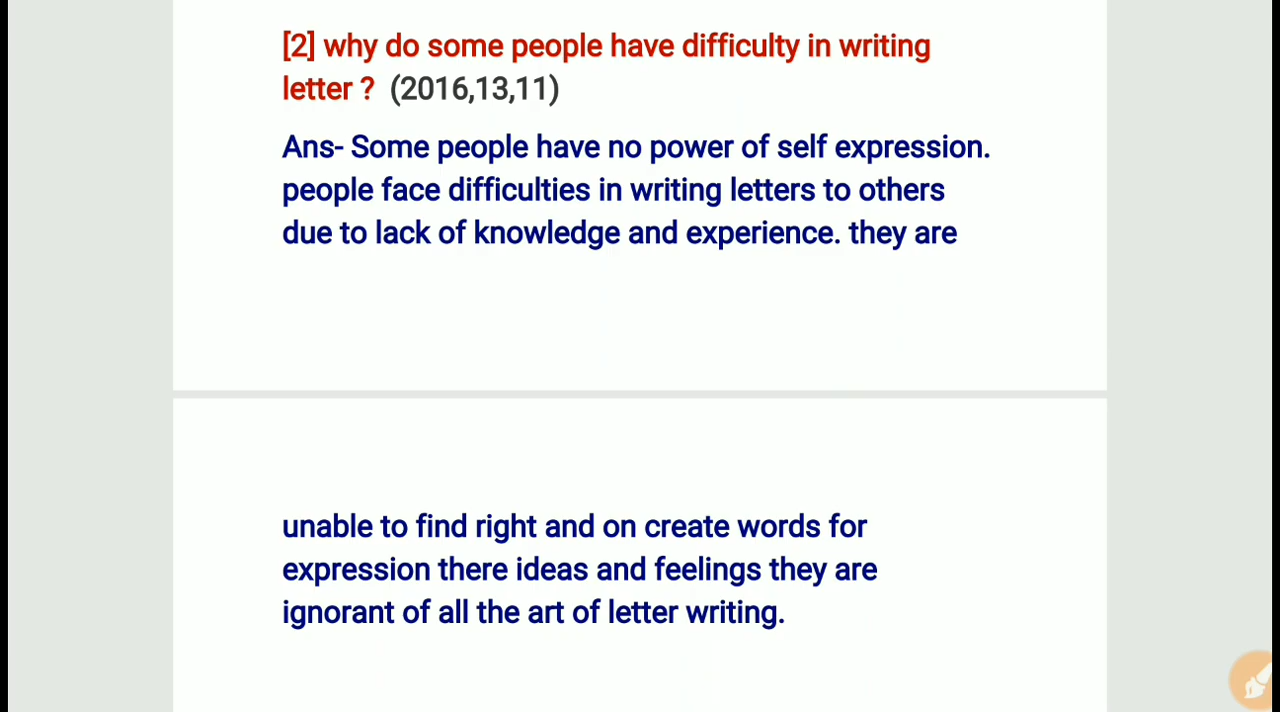 [2] why do some people have difficulty in writing
letter ? (2016,13,11)
Ans- Some people have no power of self expression.
people face difficulties in writing letters to others
due to lack of knowledge and experience. they are
unable to find right and on create words for
expression there ideas and feelings they are
ignorant of all the art of letter writing.